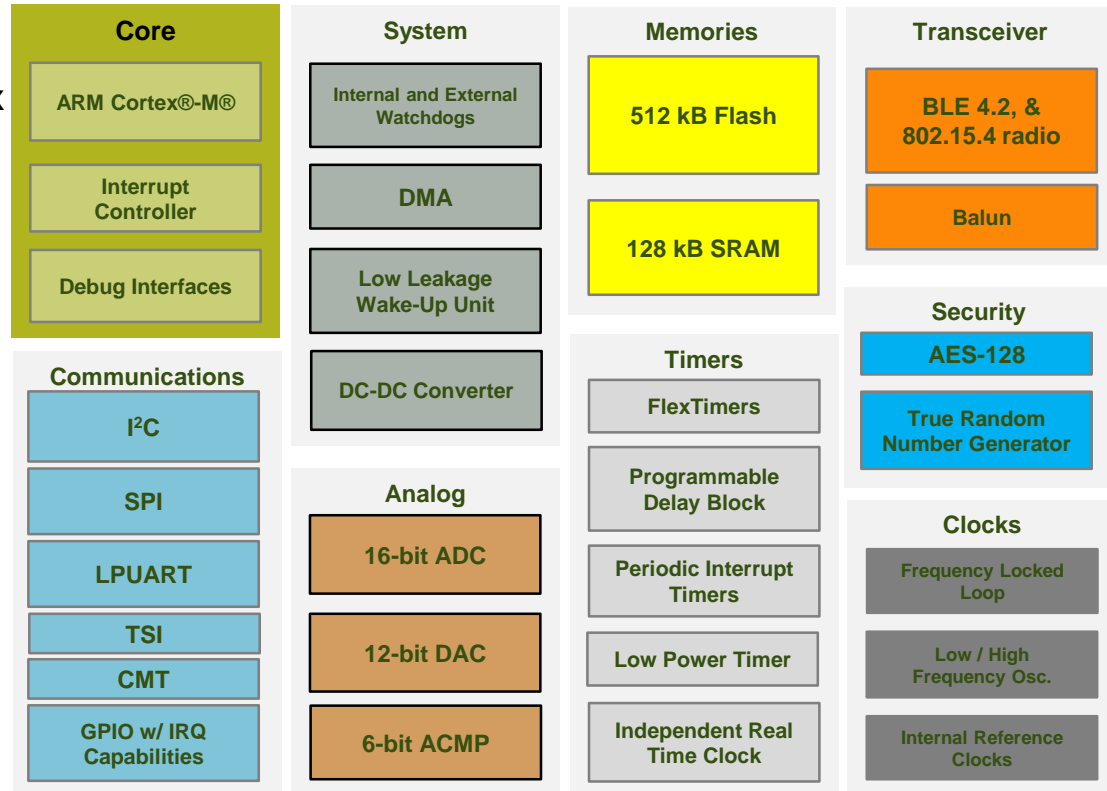 Core
ARM Cortex®-M®
Interrupt
Controller
Debug Interfaces
Communications
I²C
SPI
LPUART
TSI
CMT
GPIO w/ IRQ
Capabilities
System
Internal and External
Watchdogs
DMA
Low Leakage
Wake-Up Unit
DC-DC Converter
Analog
16-bit ADC
12-bit DAC
6-bit ACMP
Memories
512 kB Flash
128 kB SRAM
Timers
FlexTimers
Programmable
Delay Block
Periodic Interrupt
Timers
Low Power Timer
Independent Real
Time Clock
Transceiver
BLE 4.2, &
802.15.4 radio
Balun
Security
AES-128
True Random
Number Generator
Clocks
Frequency Locked
Loop
Low / High
Frequency Osc.
Internal Reference
Clocks